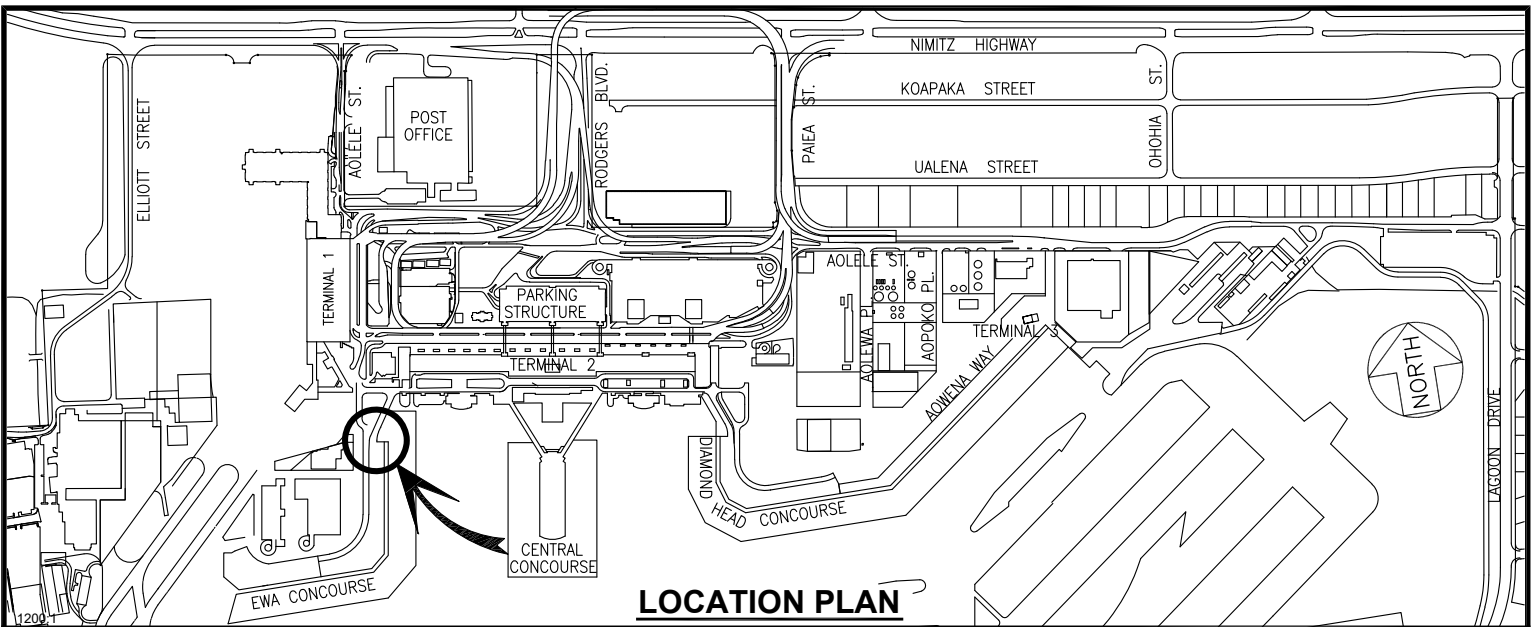 NIMITZ HIGHWAY
KOAPAKA STREET
UALENA STREET
ELLIOTT STREET
AOLELE ST.
POST
OFFICE
RODGERS BLVD.
PAIEA ST.
OHOHIA ST.
TERMINAL 1
PARKING
STRUCTURE
TERMINAL 2
AOLELE ST.
AOLEWA PL.
AOPOKO PL.
TERMINAL 3
AOWENA WAY
NORTH
LAGOON DRIVE
DIAMOND
HEAD CONCOURSE
CENTRAL
CONCOURSE
EWA CONCOURSE
LOCATION PLAN
1200.1